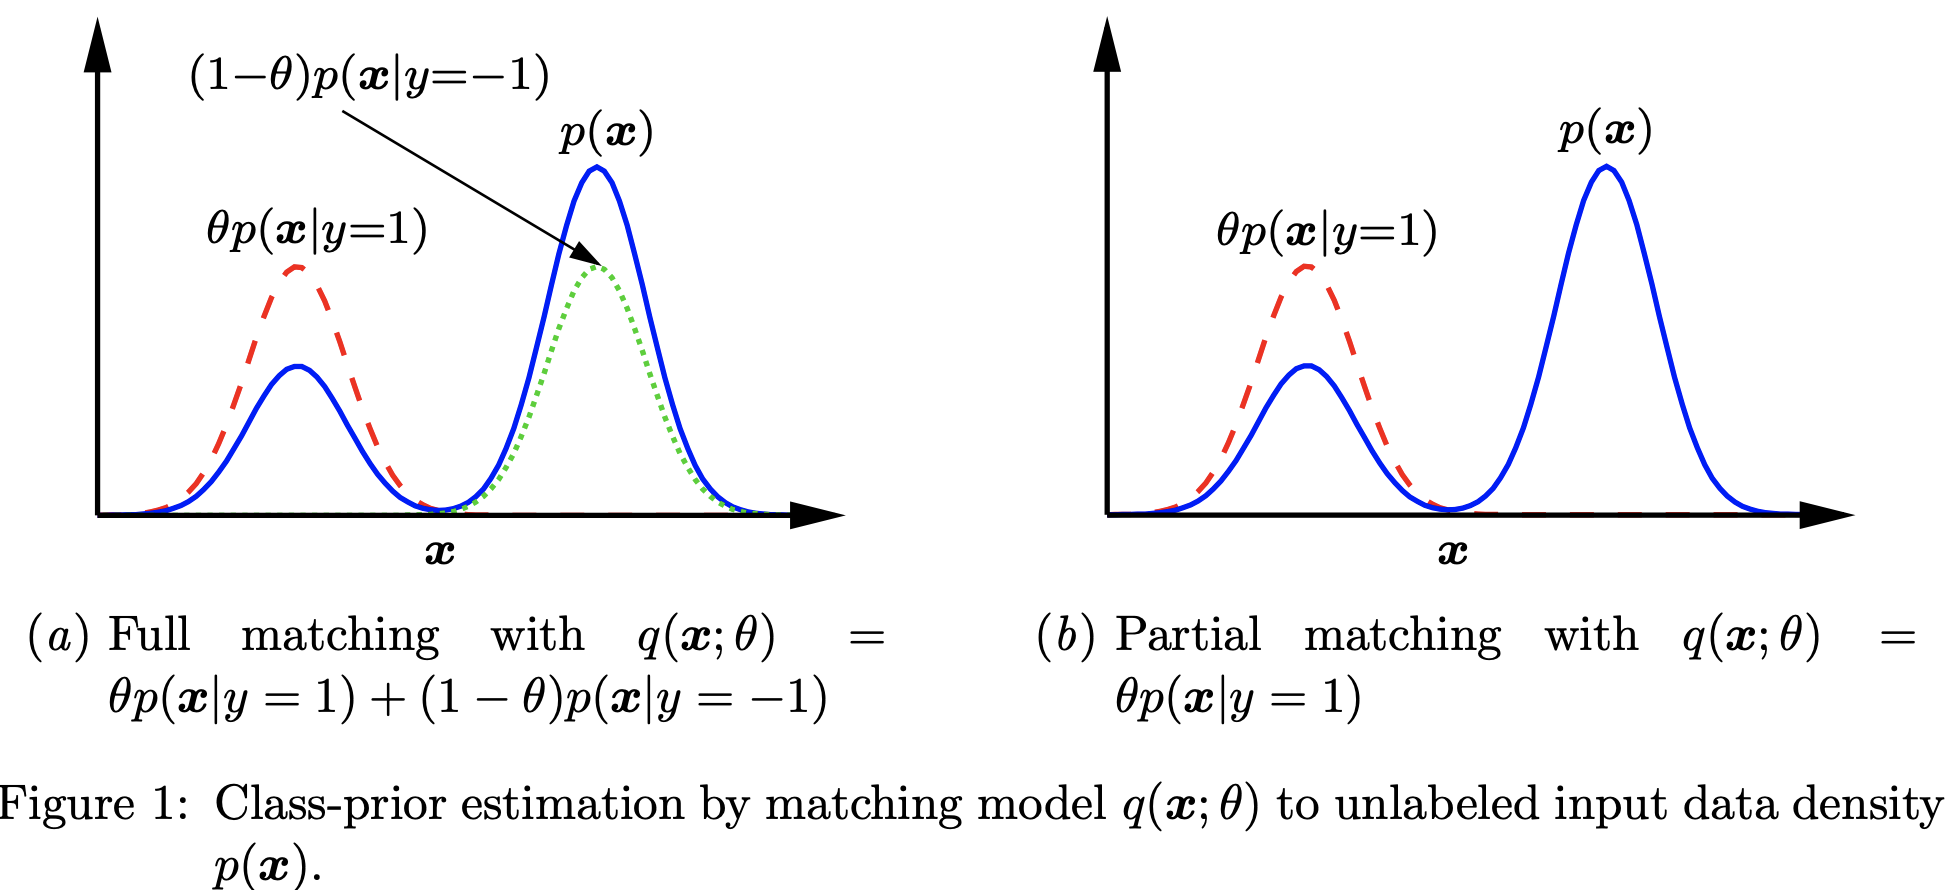 (1−θ)p(x|y=−1)
p(x)
θp(x|y=1)
x
p(x)
θp(x|y=1)
x
(a) Full matching with q(x; θ) =
θp(x|y = 1) + (1 − θ)p(x|y = −1)
(b) Partial matching with q(x; θ) =
θp(x|y = 1)
Figure 1: Class-prior estimation by matching model q(x; θ) to unlabeled input data density
p(x).